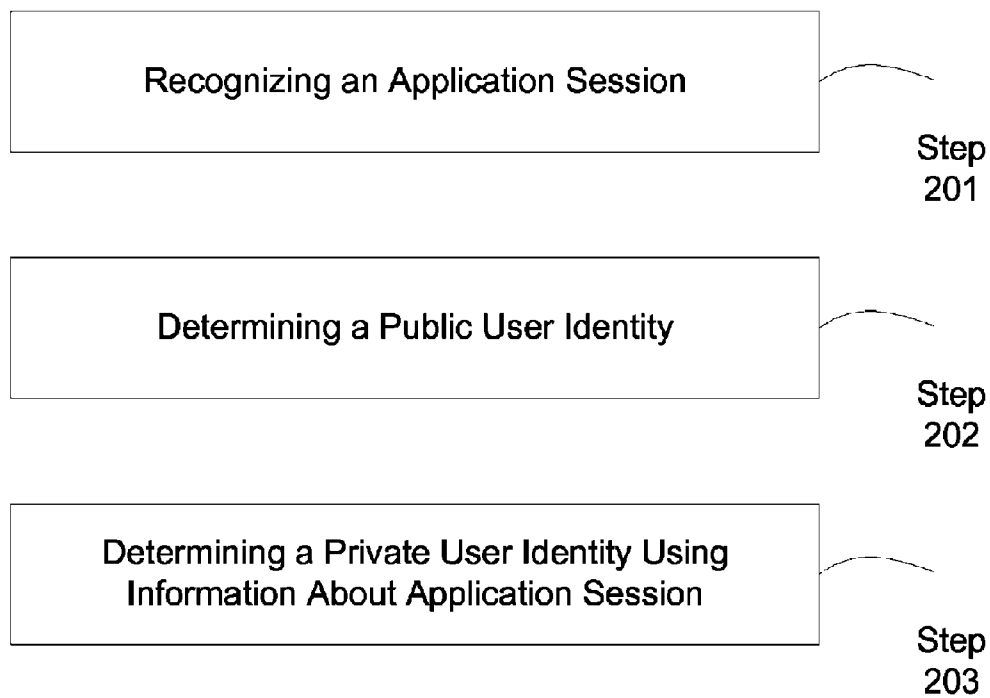 Recognizing an Application Session
Step
201
Determining a Public User Identity
Step
202
Determining a Private User Identity Using
Information About Application Session
Step
203